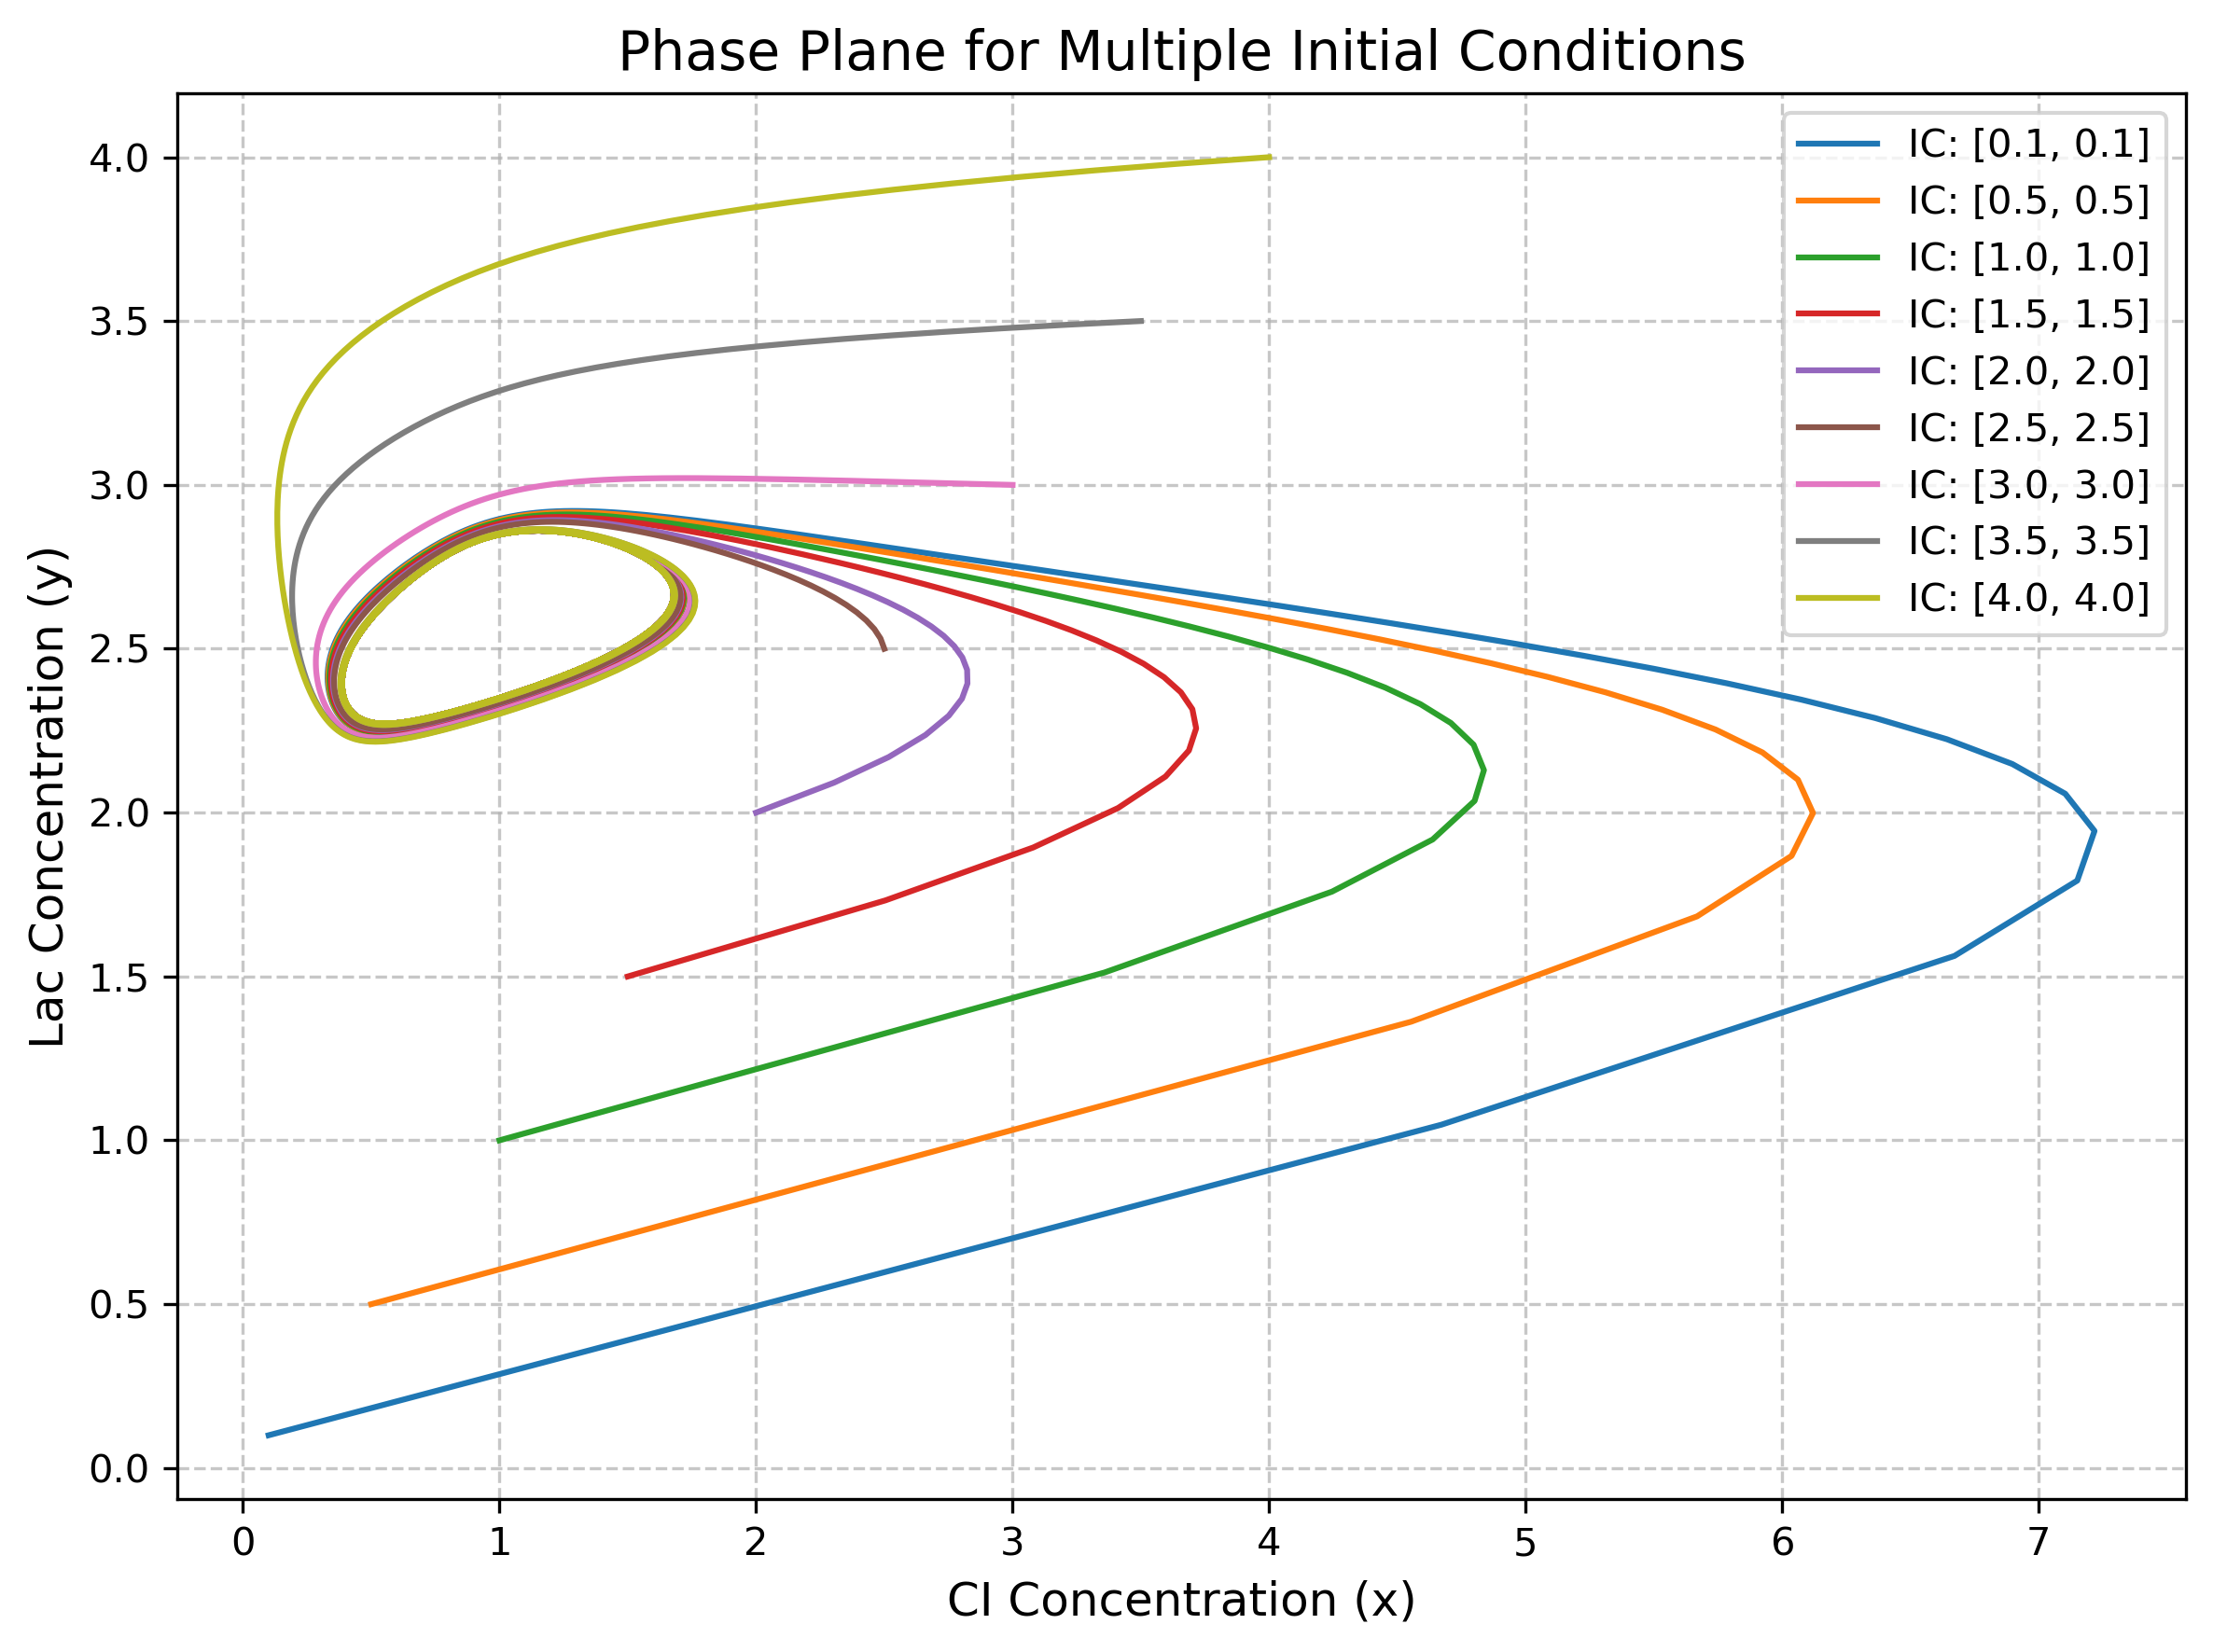 Phase Plane for Multiple Initial Conditions
IC: [0.1, 0.1]
IC: [0.5, 0.5]
IC: [1.0, 1.0]
IC: [1.5, 1.5]
IC: [2.0, 2.0]
IC: [2.5, 2.5]
IC: [3.0, 3.0]
IC: [3.5, 3.5]
IC: [4.0, 4.0]
Lac Concentration (y)
4.0
3.5
3.0
2.5
2.0
1.5
1.0
0.5
0.0
0 1 2 3 4 5 6 7
CI Concentration (x)